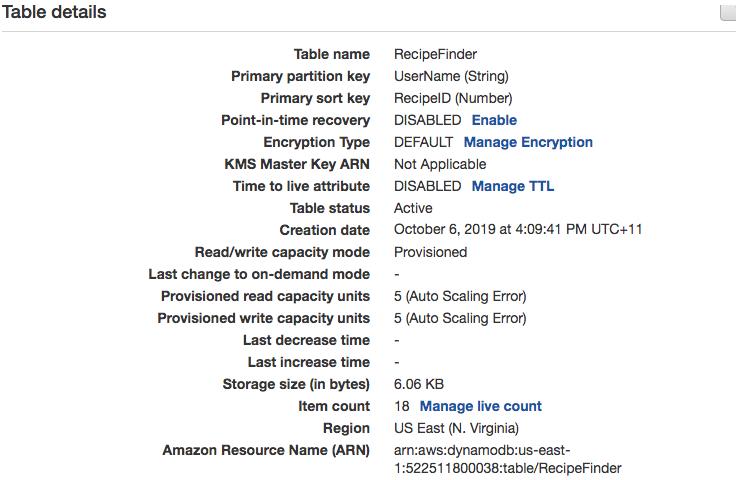 Table details
Table name RecipeFinder
Primary partition key UserName (String)
Primary sort key RecipeID (Number)
Point-in-time recovery DISABLED Enable
Encryption Type DEFAULT Manage Encryption
KMS Master Key ARN Not Applicable
Time to live attribute DISABLED Manage TTL
Table status Active
Creation date October 6, 2019 at 4:09:41 PM UTC+11
Read/write capacity mode Provisioned
Last change to on-demand mode -
Provisioned read capacity units 5 (Auto Scaling Error)
Provisioned write capacity units 5 (Auto Scaling Error)
Last decrease time -
Last increase time -
Storage size (in bytes) 6.06 KB
Item count 18 Manage live count
Region US East (N. Virginia)
Amazon Resource Name (ARN) arn:aws:dynamodb:us-east-
1:522511800038:table/RecipeFinder